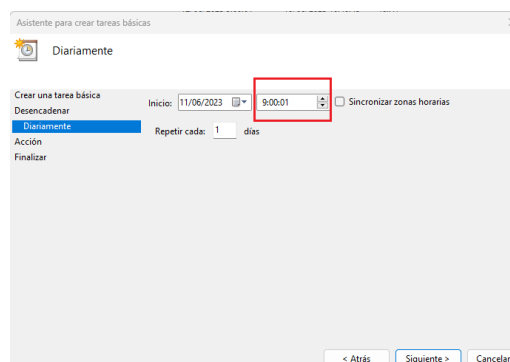 Asistente para crear tareas básicas
Diariamente
Crear una tarea básica
Desencadenar
Diariamente
Acción
Finalizar
Inicio: 11/06/2023 9:00:01 Sincronizar zonas horarias
Repetir cada: 1 días
< Atrás Siguiente > Cancelar